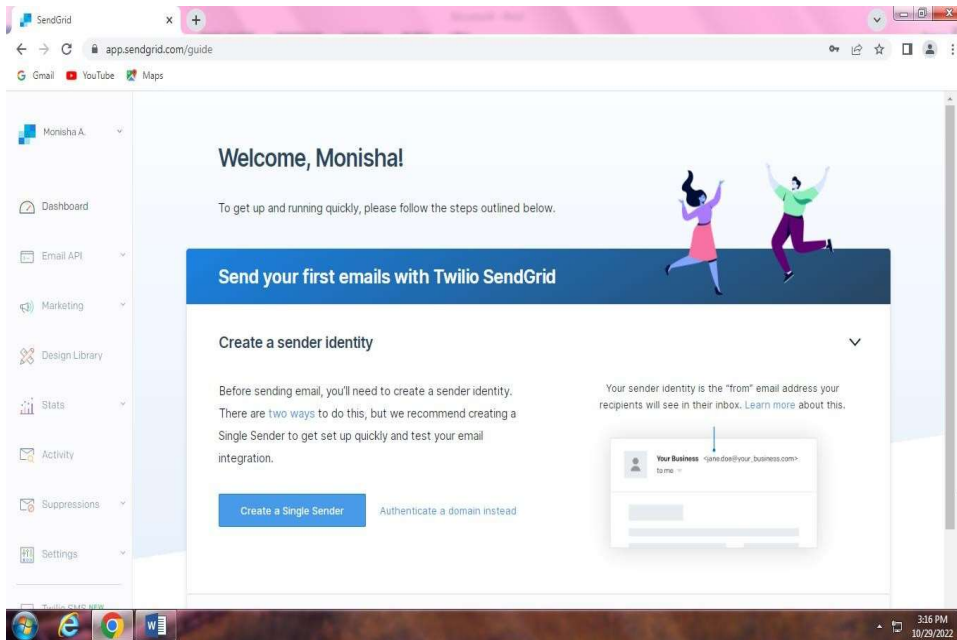 SendGrid
app.sendgrid.com/guide
Gmail
YouTube
Maps
Monisha A.
Dashboard
Email API
Marketing
Design Library
Stats
Activity
Suppressions
Settings
Twilio SMS NEW
Welcome, Monisha!
To get up and running quickly, please follow the steps outlined below.
Send your first emails with Twilio SendGrid
Create a sender identity
Before sending email, you'll need to create a sender identity.
There are two ways to do this, but we recommend creating a
Single Sender to get set up quickly and test your email
integration.
Create a Single Sender
Authenticate a domain instead
Your sender identity is the "from" email address your
recipients will see in their inbox. Learn more about this.
Your Business <jane.doe@your_business.com>
to me
3:16 PM
10/29/2022